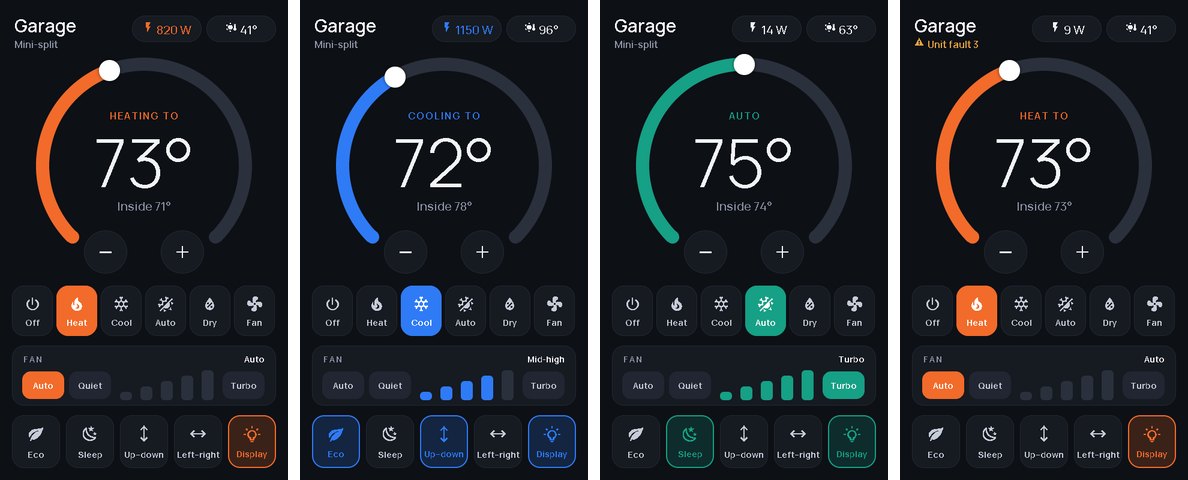 Garage
820 W
41°
Mini-split
HEATING TO
73°
Inside 71°
Off
Heat
Cool
Auto
Dry
Fan
FAN
Auto
Auto
Quiet
Turbo
Eco
Sleep
Up-down
Left-right
Display
Garage
1150 W
96°
Mini-split
COOLING TO
72°
Inside 78°
Off
Heat
Cool
Auto
Dry
Fan
FAN
Mid-high
Auto
Quiet
Turbo
Eco
Sleep
Up-down
Left-right
Display
Garage
14 W
63°
Mini-split
AUTO
75°
Inside 74°
Off
Heat
Cool
Auto
Dry
Fan
FAN
Turbo
Auto
Quiet
Turbo
Eco
Sleep
Up-down
Left-right
Display
Garage
9 W
41°
Unit fault 3
HEAT TO
73°
Inside 73°
Off
Heat
Cool
Auto
Dry
Fan
FAN
Auto
Auto
Quiet
Turbo
Eco
Sleep
Up-down
Left-right
Display